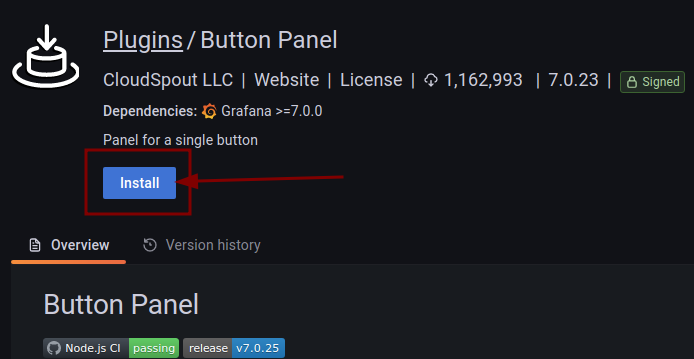 Plugins / Button Panel
CloudSpout LLC | Website | License | 1,162,993 | 7.0.23 | Signed
Dependencies: Grafana >=7.0.0
Panel for a single button
Install
Overview Version history
Button Panel
Node.js CI passing release v7.0.25